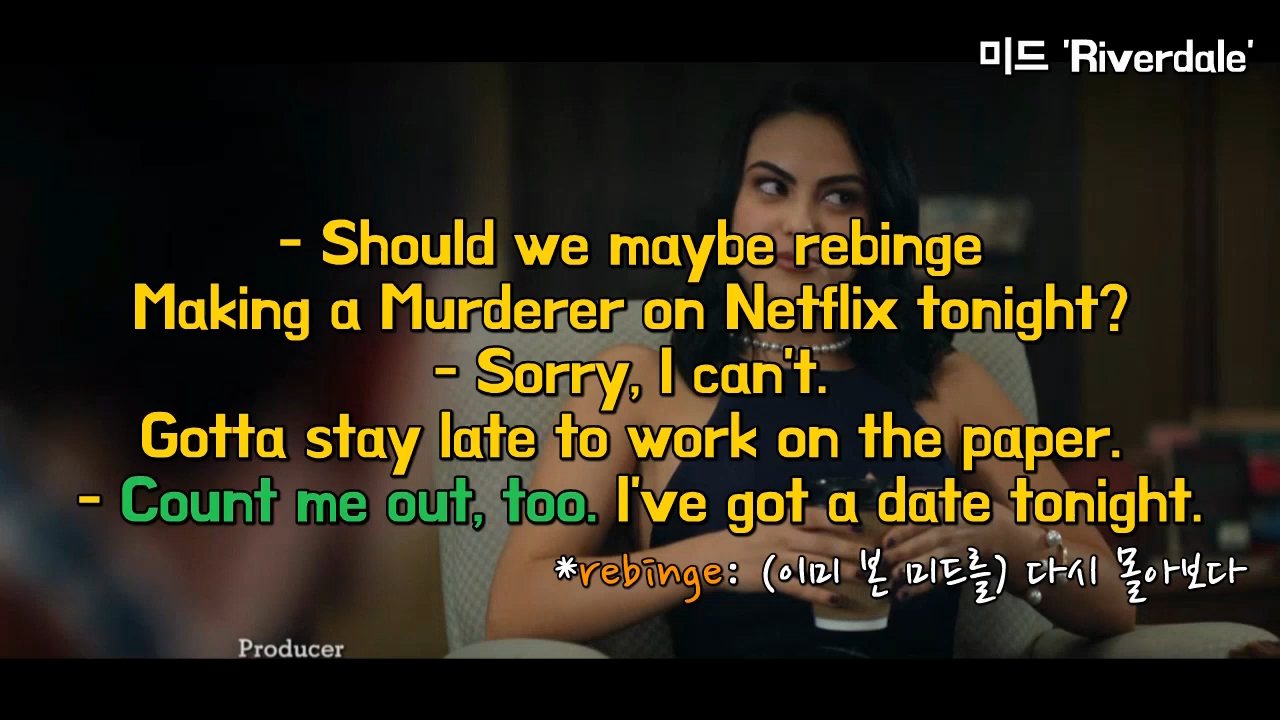 미드 'Riverdale'
- Should we maybe rebinge
Making a Murderer on Netflix tonight?
- Sorry, I can't.
Gotta stay late to work on the paper.
- Count me out, too. I've got a date tonight.
*rebinge: (이미 본 미드를) 다시 몰아보다
Producer